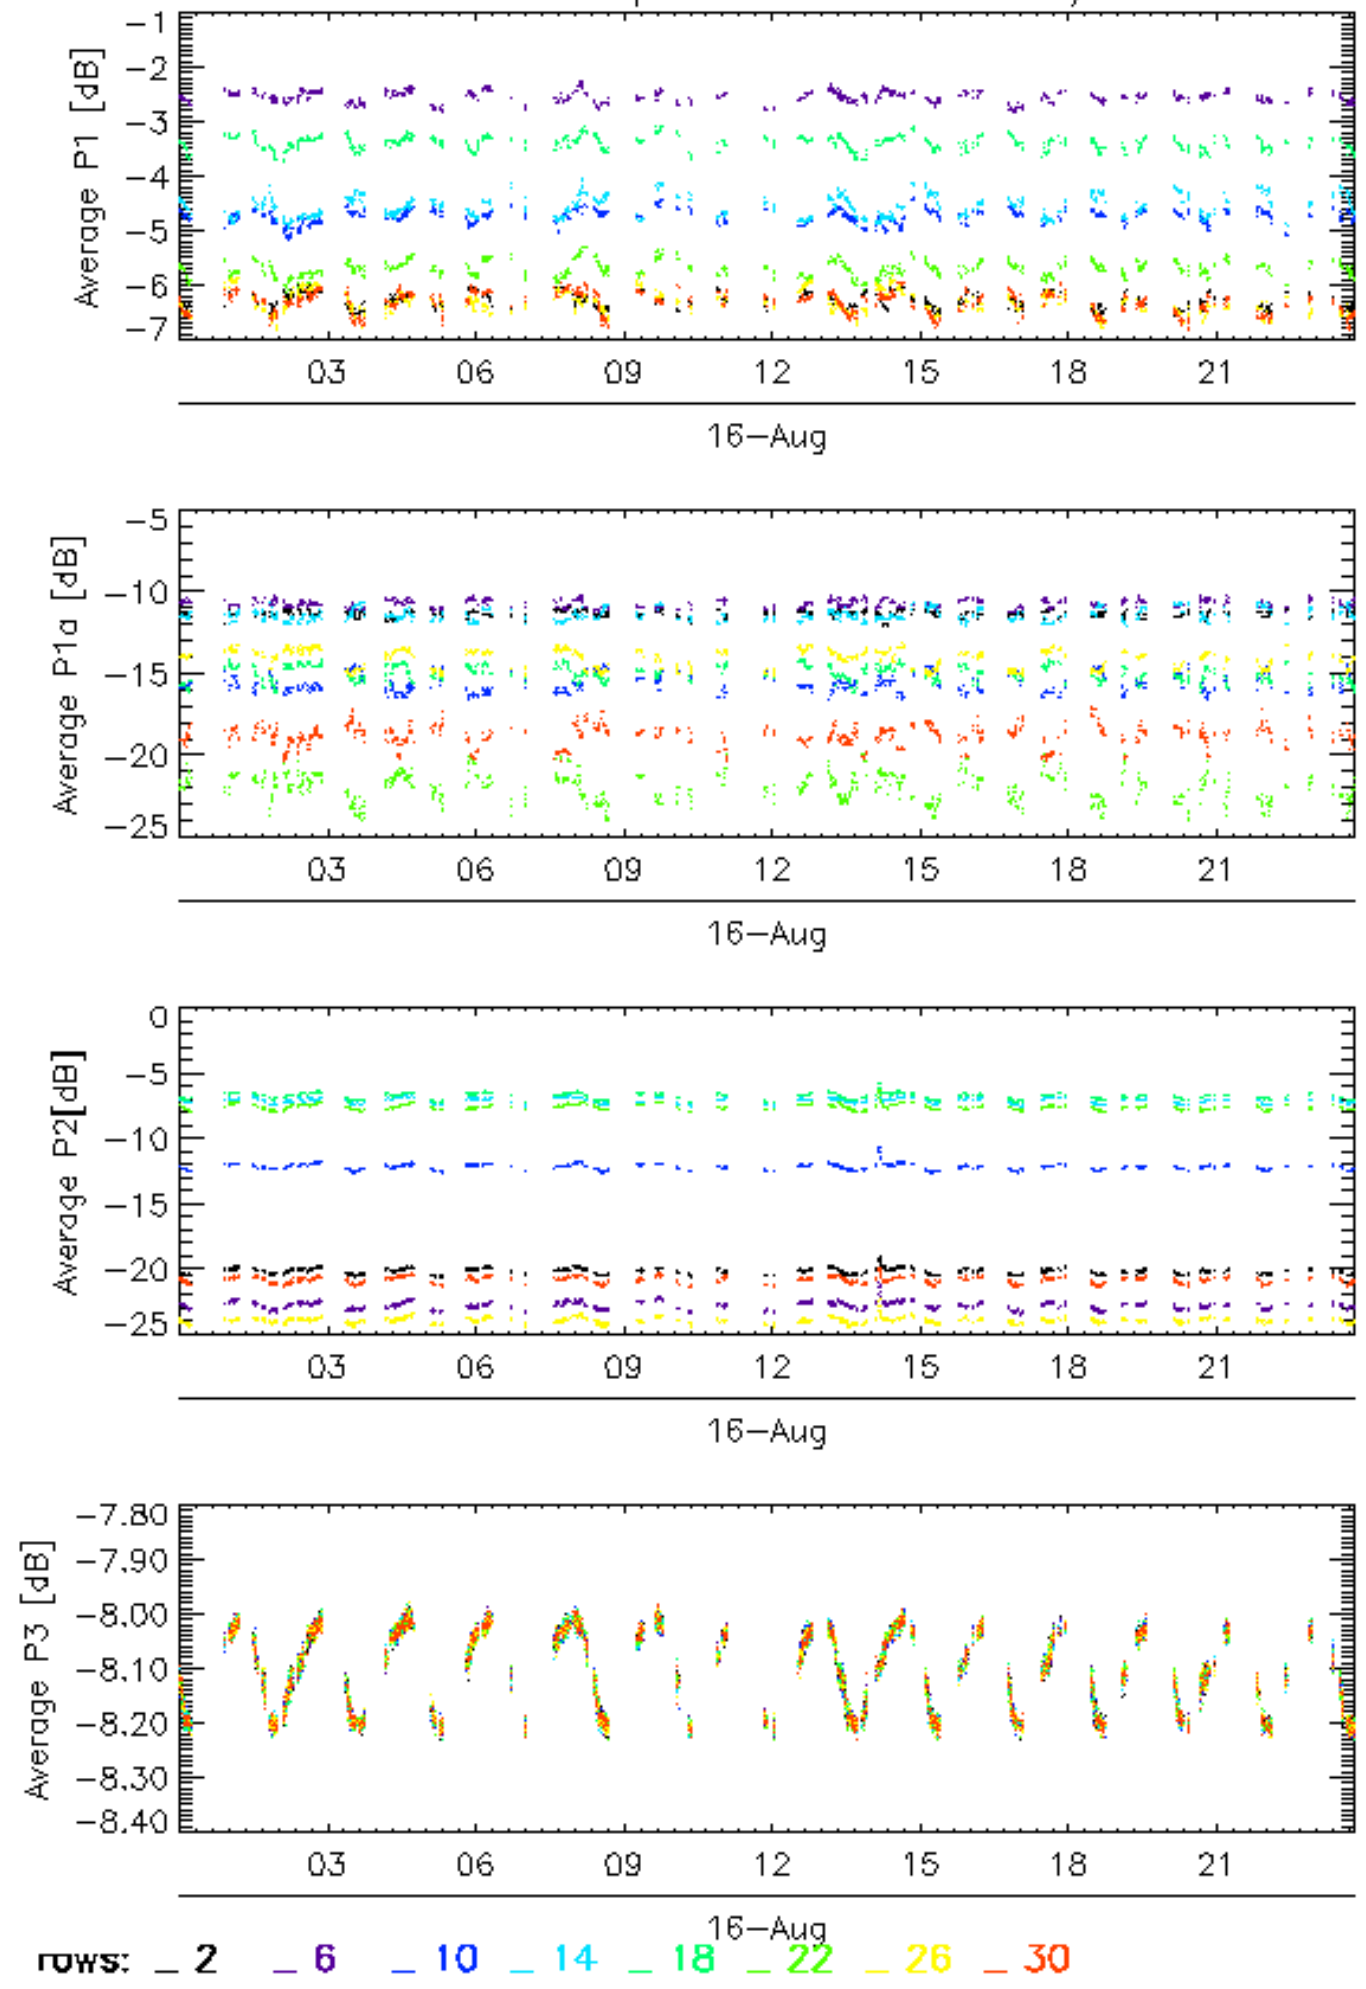 Average P1 [dB]
−1
−2
−3
−4
−5
−6
−7
03 06 09 12 15 18 21
16−Aug
Average P1a [dB]
−5
−10
−15
−20
−25
03 06 09 12 15 18 21
16−Aug
Average P2[dB]
0
−5
−10
−15
−20
−25
03 06 09 12 15 18 21
16−Aug
Average P3 [dB]
−7.80
−7.90
−8.00
−8.10
−8.20
−8.30
−8.40
03 06 09 12 15 18 21
16−Aug
rows: _ 2 _ 6 _ 10 _ 14 _ 18 _ 22 _ 26 _ 30